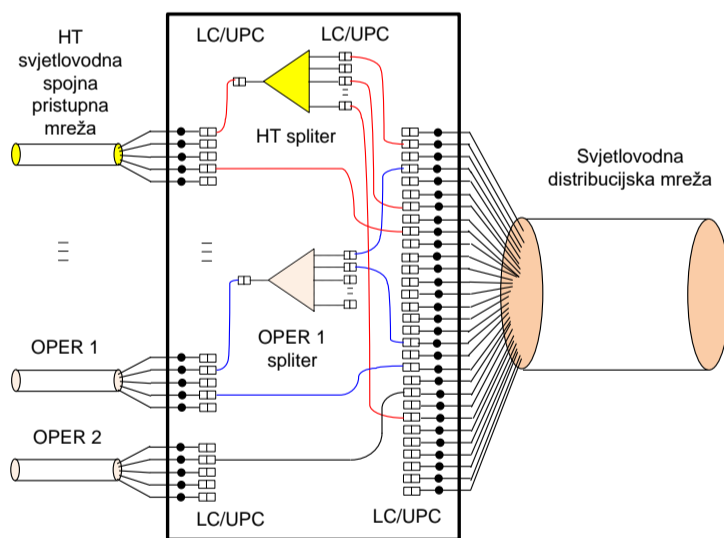 HT
svjetlovodna
spojna
pristupna
mreža
LC/UPC
LC/UPC
HT spliter
Svjetlovodna
distribucijska mreža
OPER 1
spliter
OPER 1
OPER 2
LC/UPC
LC/UPC